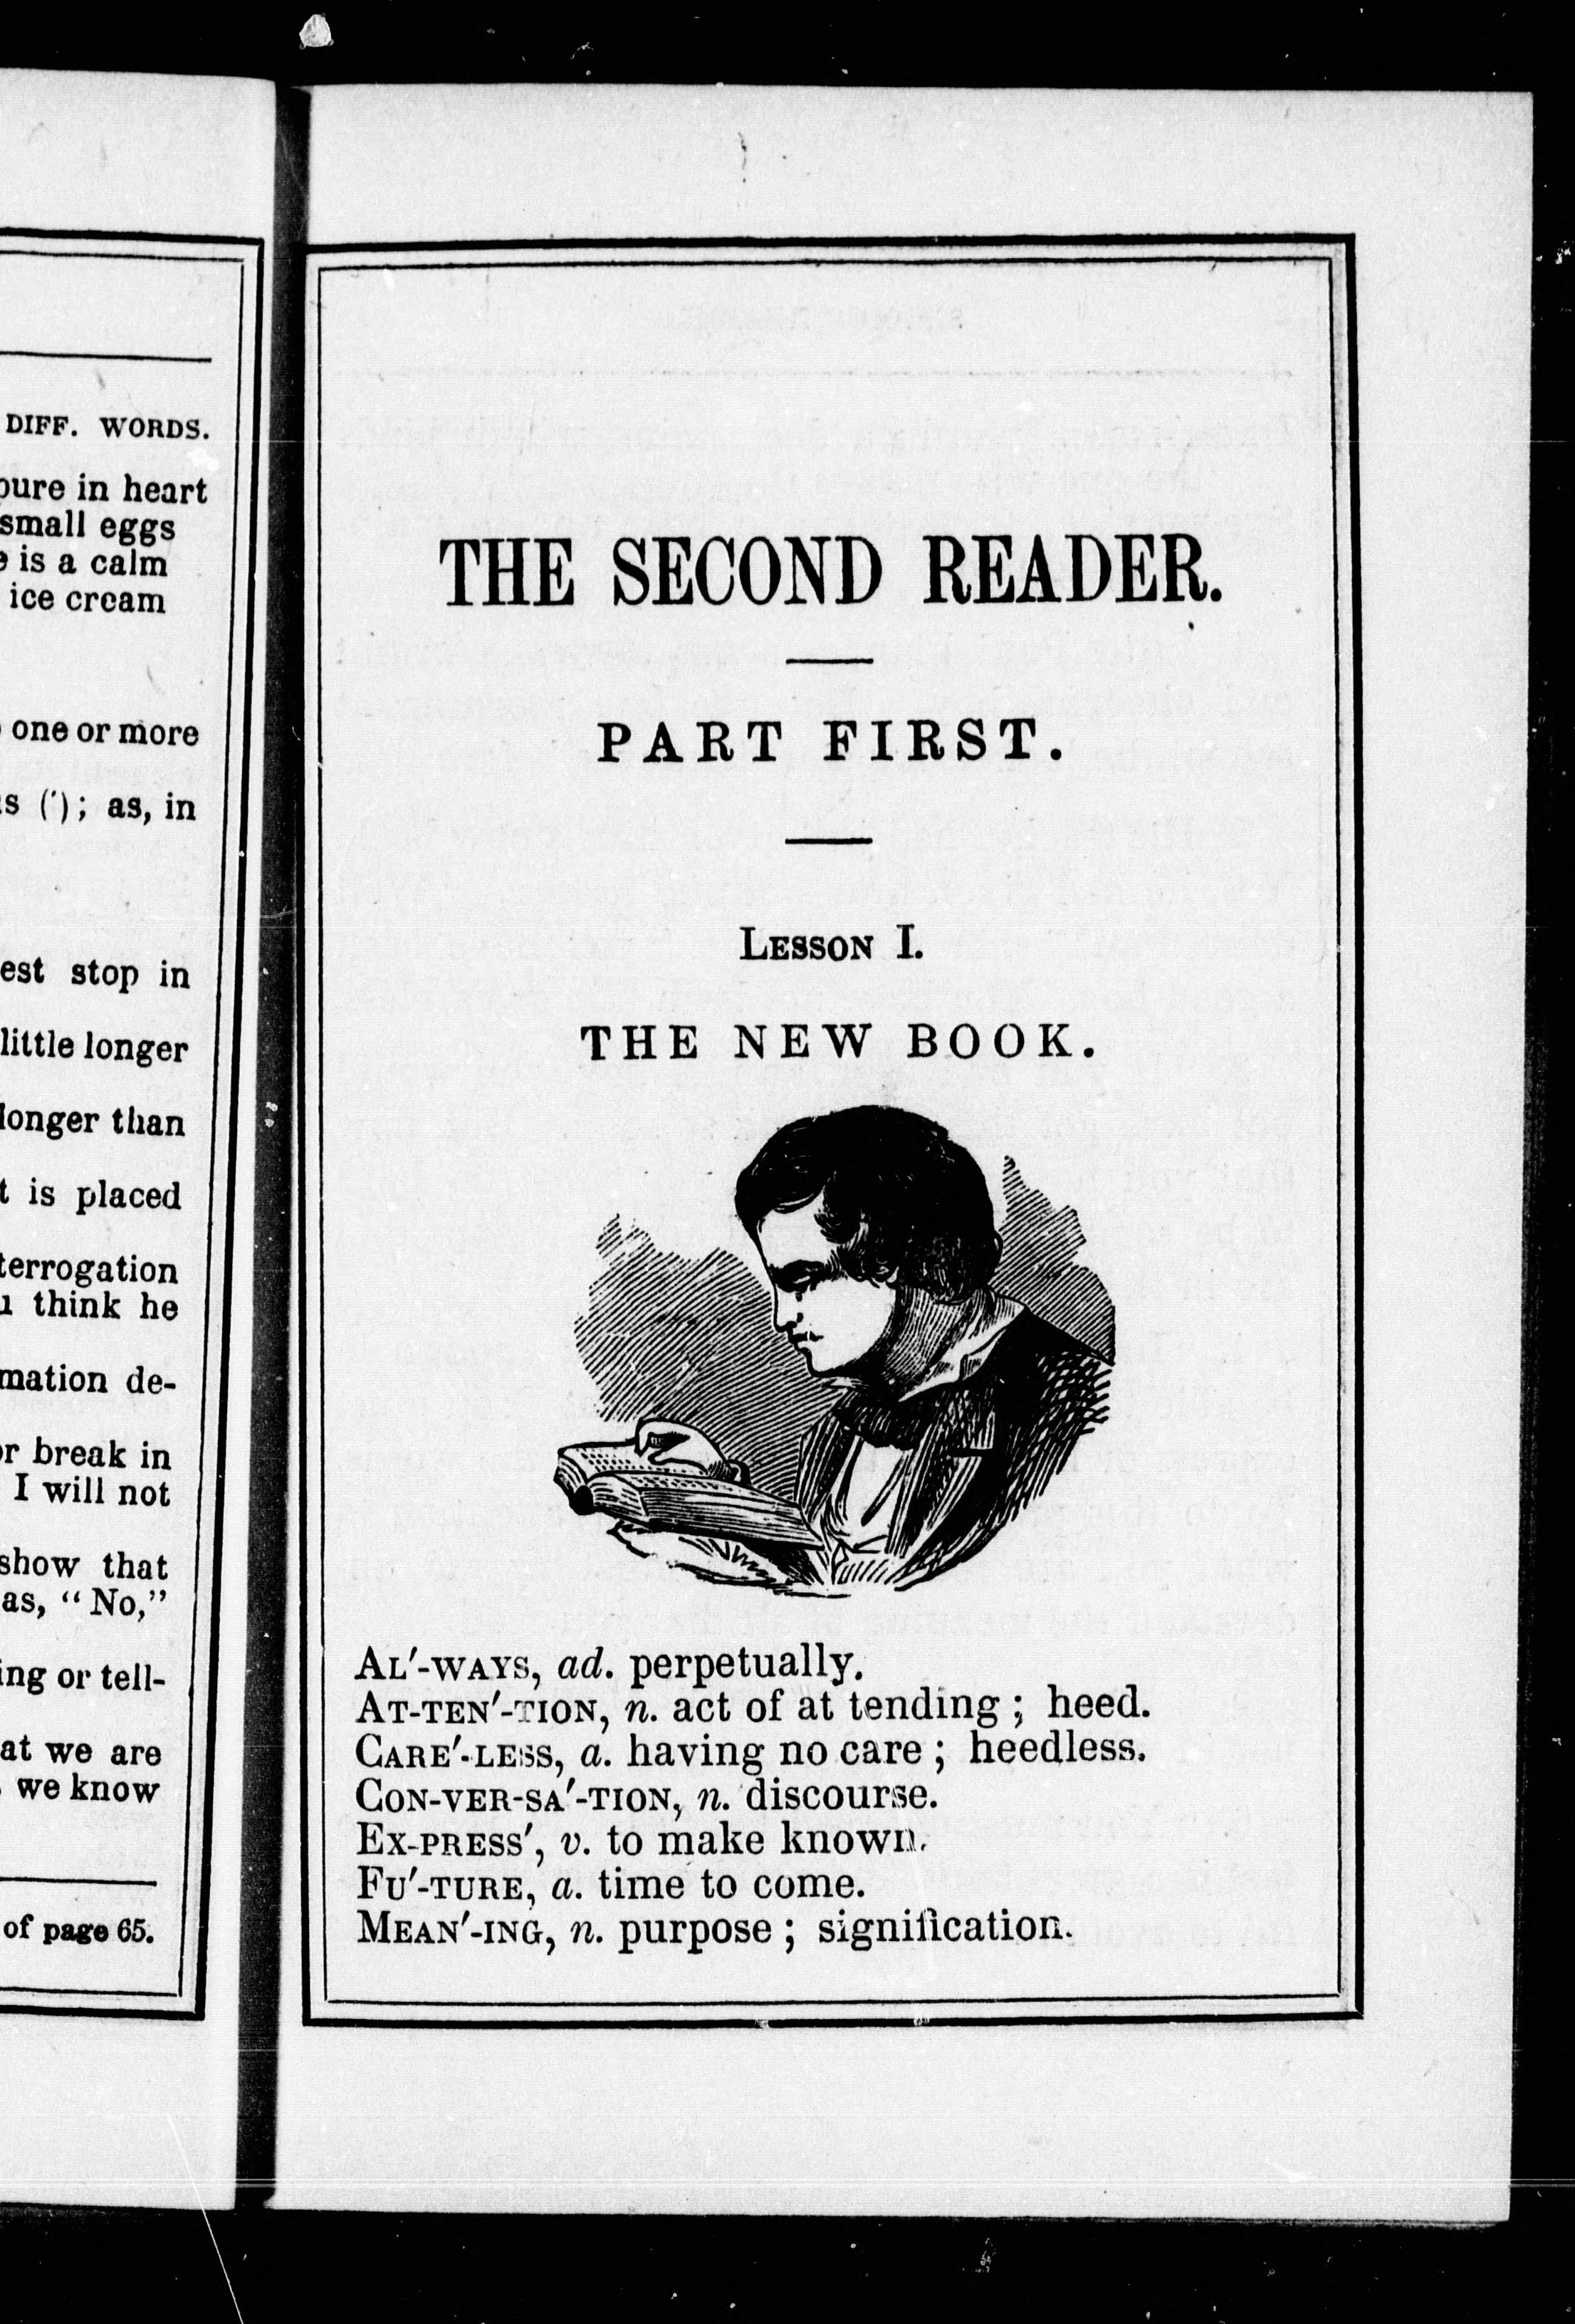 DIFF. WORDS.
pure in heart
small eggs
is a calm
ice cream
one or more
('); as, in
est stop in
little longer
longer than
is placed
terrogation
think he
mation de-
or break in
I will not
show that
as, “No,”
ing or tell-
at we are
we know
of page 65.
THE SECOND READER.
PART FIRST.
LESSON I.
THE NEW BOOK.
AL'-WAYS, ad. perpetually.
AT-TEN'-TION, n. act of at tending; heed.
CARE'-LESS, a. having no care; heedless.
CON-VER-SA'-TION, n. discourse.
EX-PRESS', v. to make known.
FU'-TURE, a. time to come.
MEAN'-ING, n. purpose; signification.